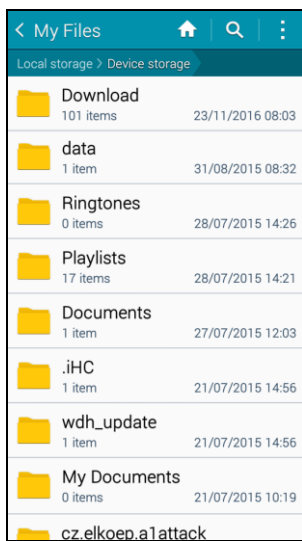 My Files
Local storage > Device storage
Download
101 items 23/11/2016 08:03
data
1 item 31/08/2015 08:32
Ringtones
0 items 28/07/2015 14:26
Playlists
17 items 28/07/2015 14:21
Documents
1 item 27/07/2015 12:03
.iHC
1 item 21/07/2015 14:56
wdh_update
1 item 21/07/2015 14:56
My Documents
0 items 21/07/2015 10:19
cz.elkoep.a1attack